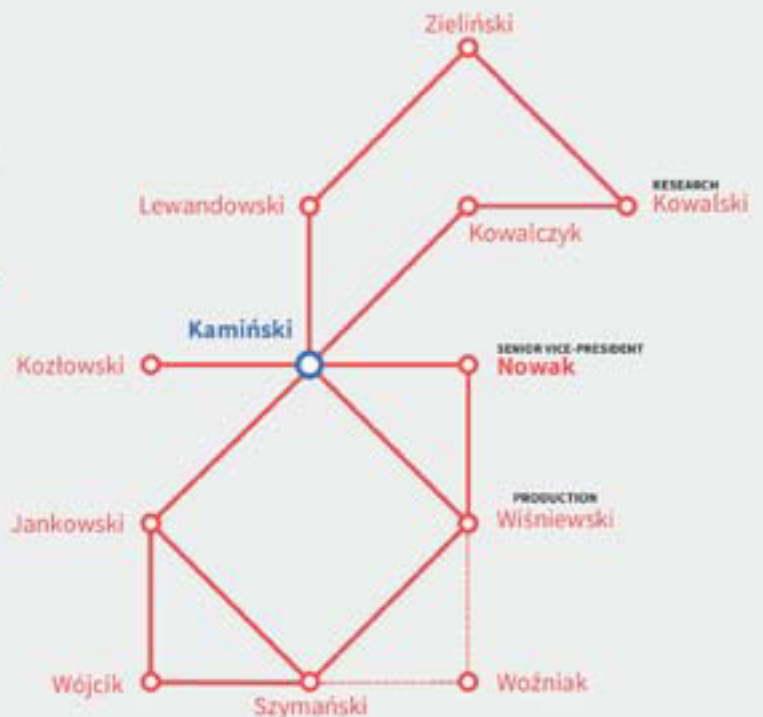 Zieliński
Lewandowski
RESEARCH
Kowalski
Kowalczyk
Kamiński
Kozłowski
SENIOR VICE-PRESIDENT
Nowak
PRODUCTION
Jankowski
Wiśniewski
Wójcik
Woźniak
Szymański